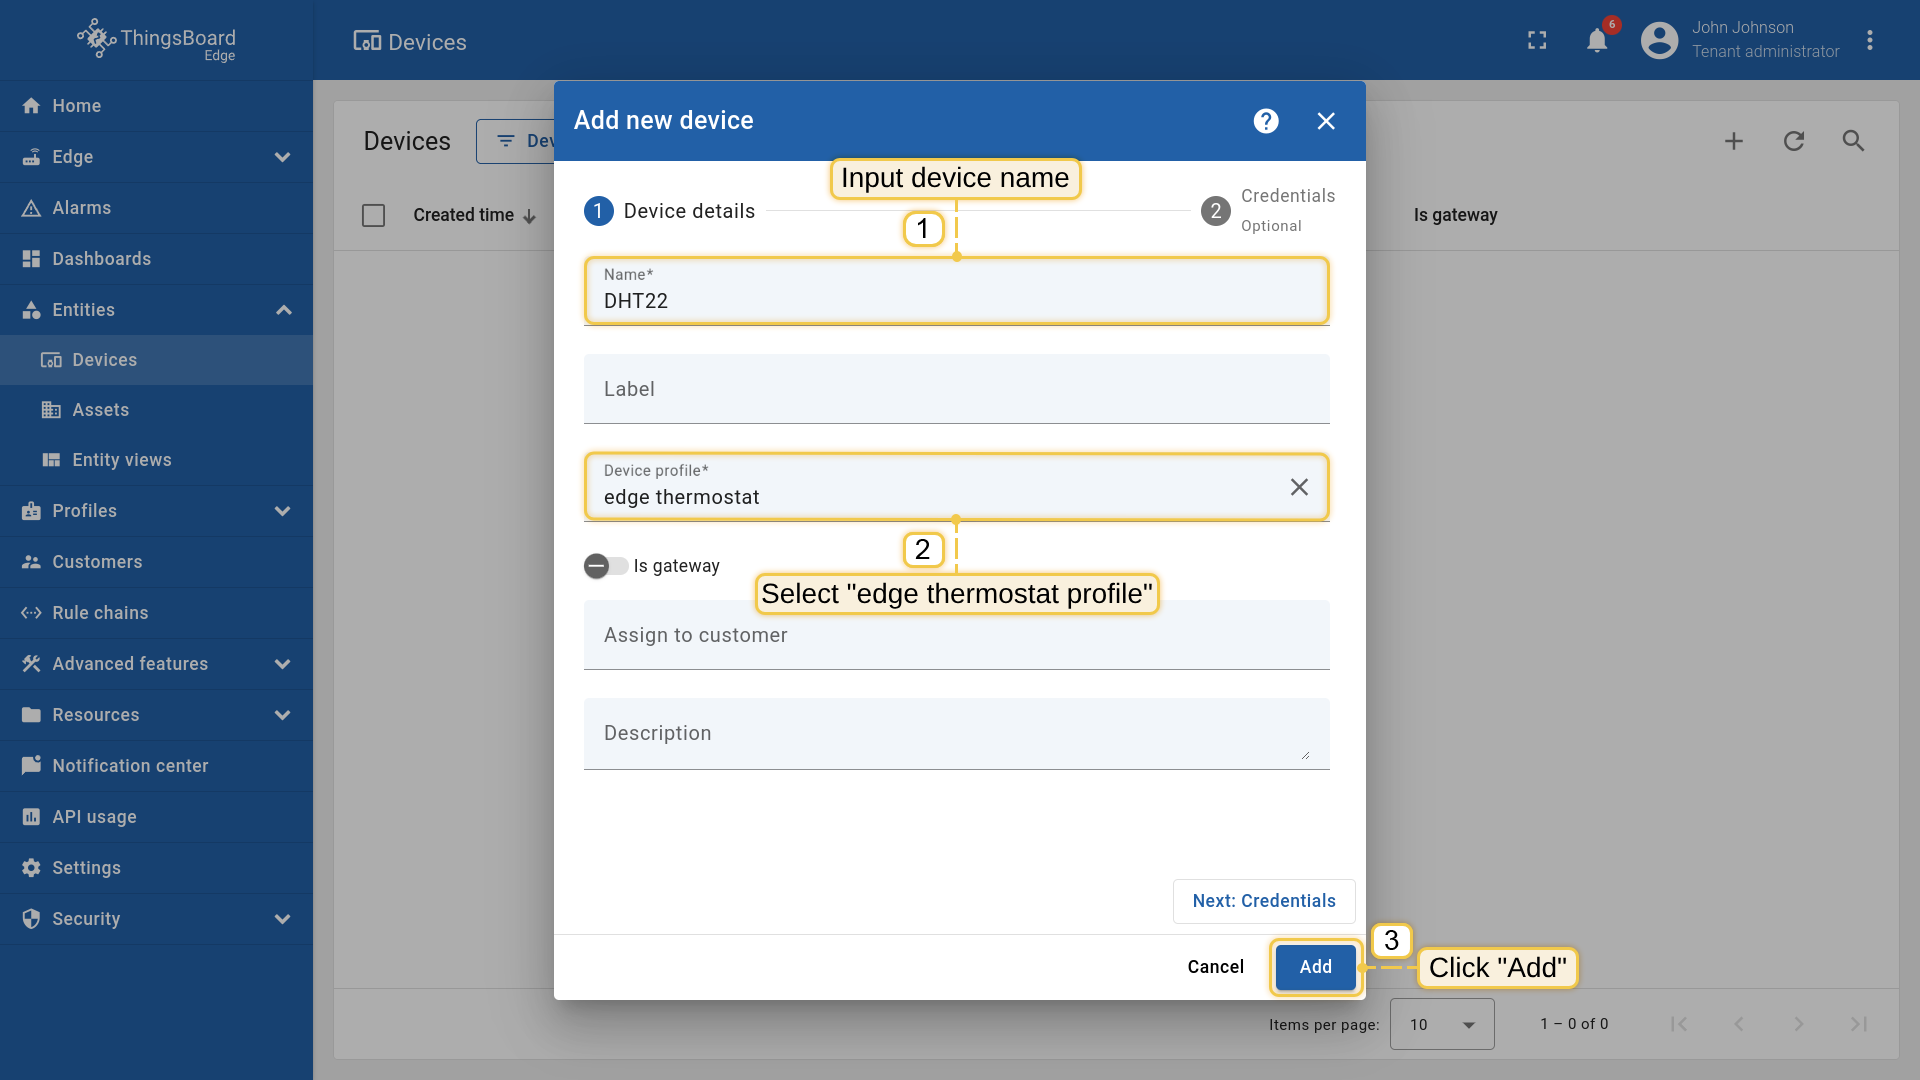 ThingsBoard
Edge
Devices
6
John Johnson
Tenant administrator
Home
Edge
Alarms
Dashboards
Entities
Devices
Assets
Entity views
Profiles
Customers
Rule chains
Advanced features
Resources
Notification center
API usage
Settings
Security
Devices
Created time
Is gateway
Add new device
Input device name
1
1 Device details
2 Credentials
Optional
Name*
DHT22
Label
Device profile*
edge thermostat
2
Is gateway
Select "edge thermostat profile"
Assign to customer
Description
Next: Credentials
Cancel
Add
3
Click "Add"
Items per page:
10
1 – 0 of 0